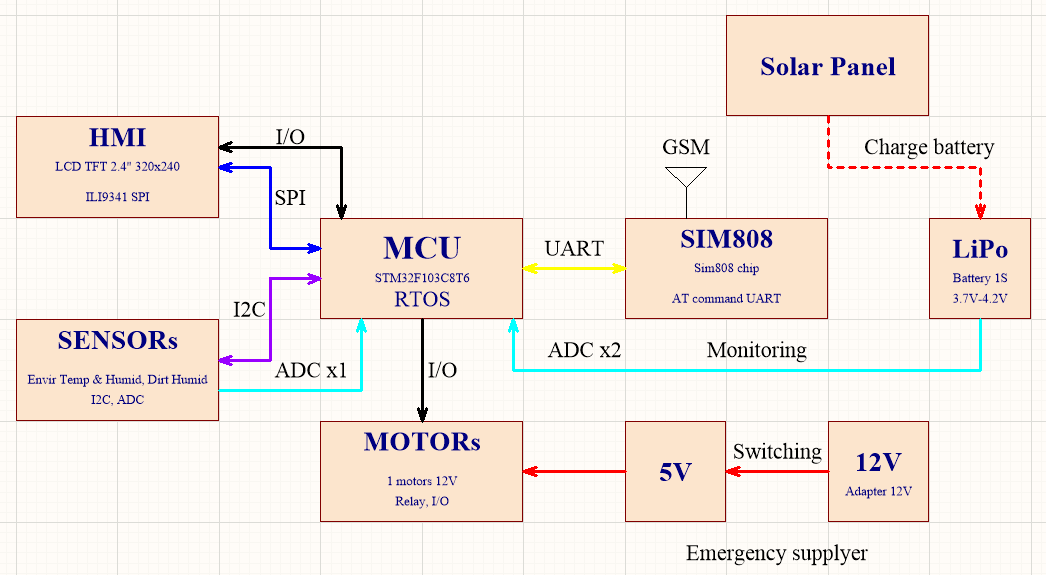 Solar Panel
HMI
LCD TFT 2.4" 320x240
ILI9341 SPI
I/O
SPI
GSM
Charge battery
MCU
STM32F103C8T6
RTOS
UART
SIM808
Sim808 chip
AT command UART
LiPo
Battery 1S
3.7V-4.2V
I2C
SENSORs
Envir Temp & Humid, Dirt Humid
I2C, ADC
ADC x1
I/O
ADC x2
Monitoring
MOTORs
1 motors 12V
Relay, I/O
5V
Switching
12V
Adapter 12V
Emergency supplyer